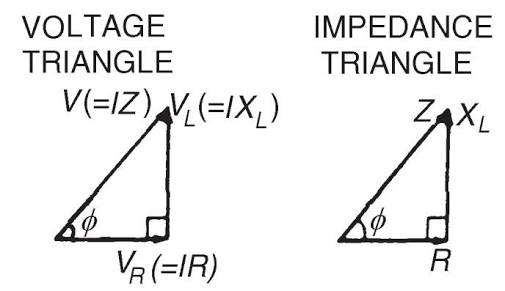 VOLTAGE
TRIANGLE
V(=IZ) V_L(=IX_L)
ϕ
V_R (=IR)
IMPEDANCE
TRIANGLE
Z X_L
ϕ
R